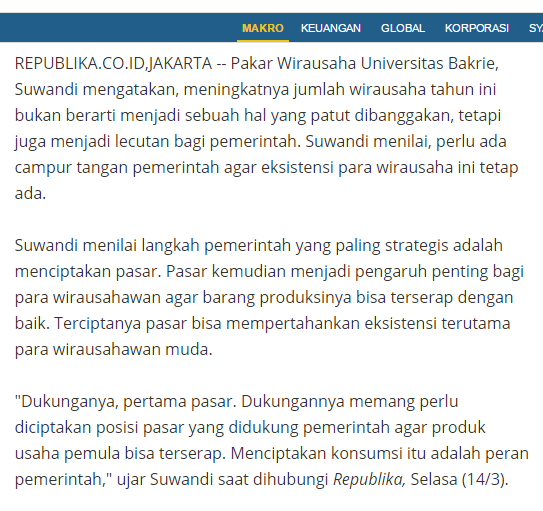 MAKRO KEUANGAN GLOBAL KORPORASI SY
REPUBLIKA.CO.ID,JAKARTA -- Pakar Wirausaha Universitas Bakrie,
Suwandi mengatakan, meningkatnya jumlah wirausaha tahun ini
bukan berarti menjadi sebuah hal yang patut dibanggakan, tetapi
juga menjadi lecutan bagi pemerintah. Suwandi menilai, perlu ada
campur tangan pemerintah agar eksistensi para wirausaha ini tetap
ada.
Suwandi menilai langkah pemerintah yang paling strategis adalah
menciptakan pasar. Pasar kemudian menjadi pengaruh penting bagi
para wirausahawan agar barang produksinya bisa terserap dengan
baik. Terciptanya pasar bisa mempertahankan eksistensi terutama
para wirausahawan muda.
"Dukunganya, pertama pasar. Dukungannya memang perlu
diciptakan posisi pasar yang didukung pemerintah agar produk
usaha pemula bisa terserap. Menciptakan konsumsi itu adalah peran
pemerintah," ujar Suwandi saat dihubungi Republika, Selasa (14/3).